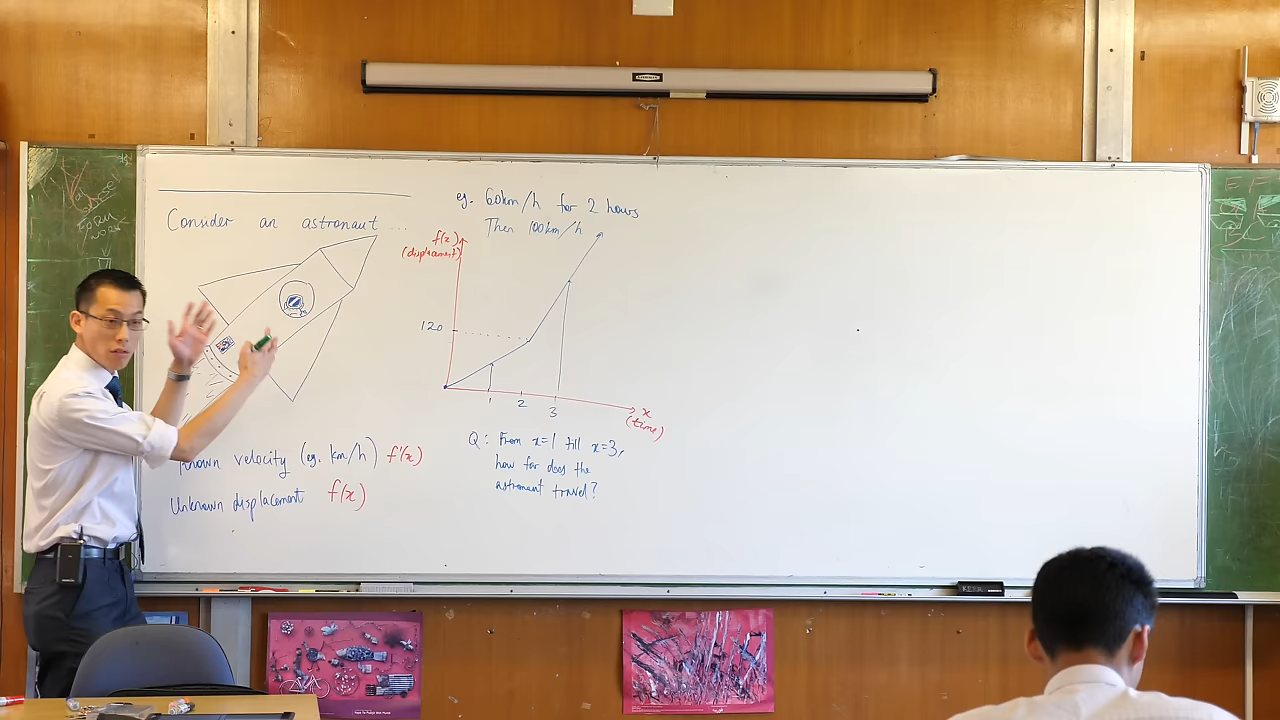 Consider an astronaut ...
eg. 60km/h for 2 hours
Then 100km/h
f(x)
(displacement)
120
1
2
3
x
(time)
Known velocity (eg. km/h) f'(x)
Unknown displacement f(x)
Q: From x=1 till x=3,
how far does the
astronaut travel?